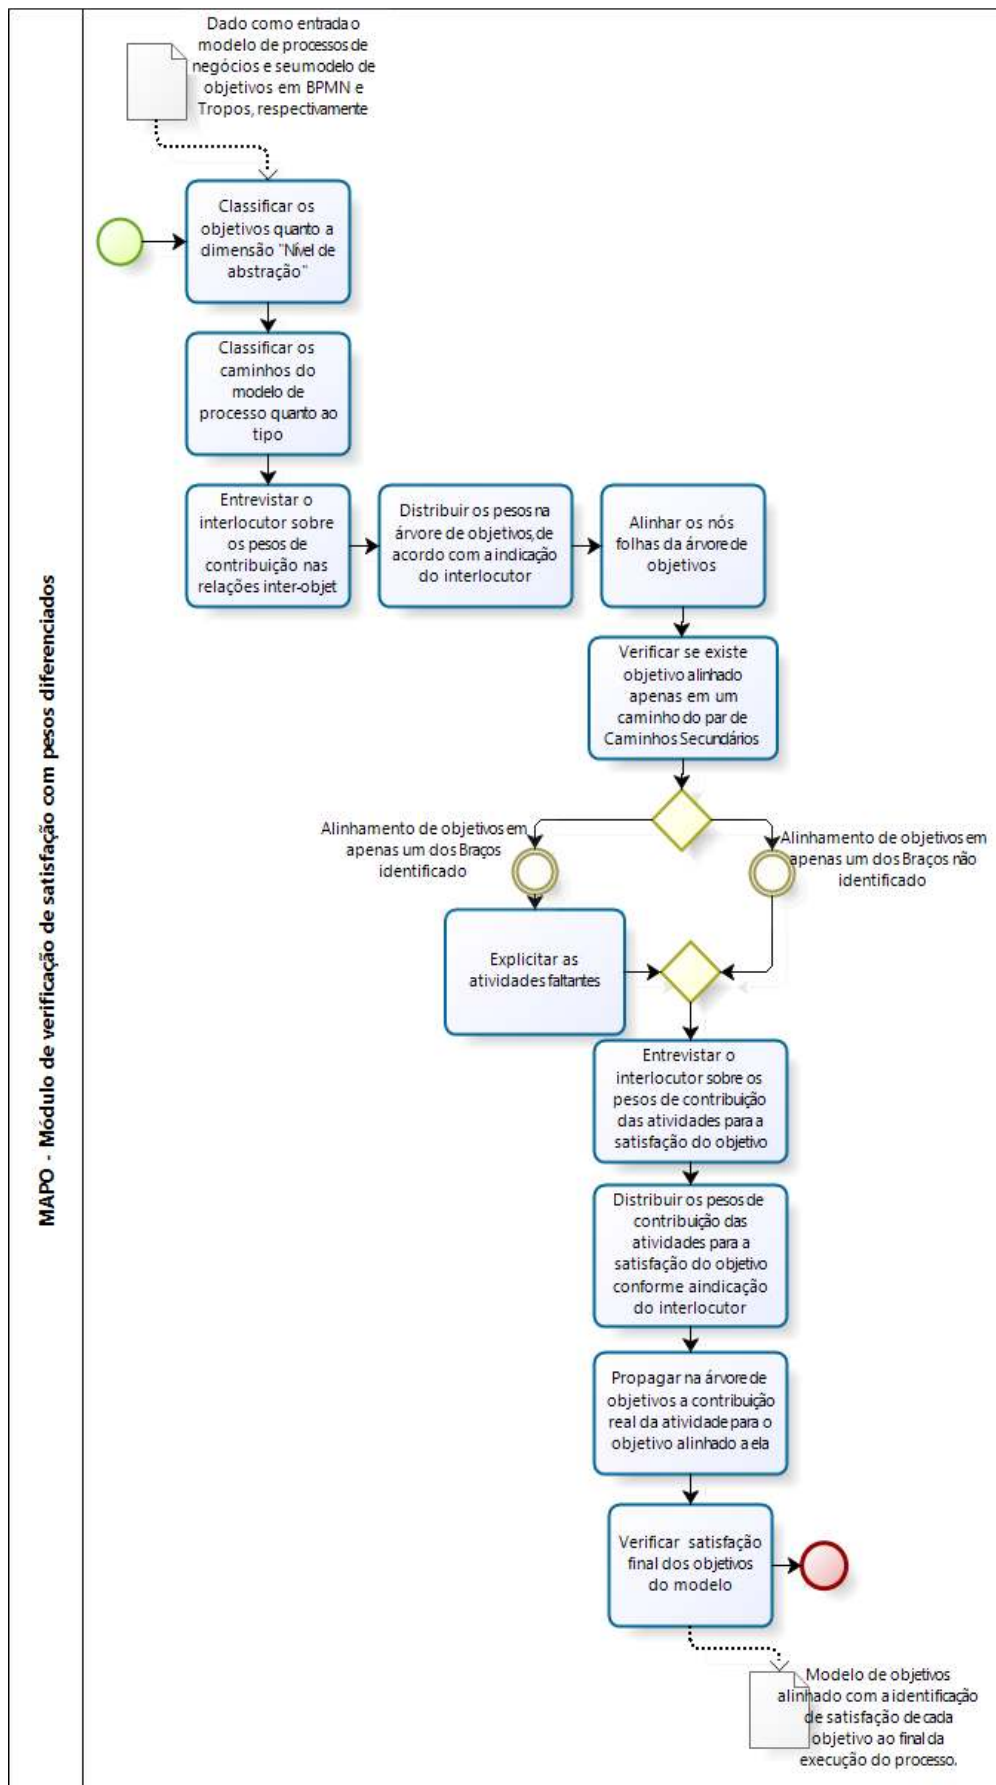 MAPO - Módulo de verificação de satisfação com pesos diferenciados
Dado como entrada o
modelo de processos de
negócios e seu modelo de
objetivos em BPMN e
Tropos, respectivamente
Classificar os
objetivos quanto a
dimensão "Nível de
abstração"
Classificar os
caminhos do
modelo de
processo quanto ao
tipo
Entrevistar o
interlocutor sobre
os pesos de
contribuição nas
relações inter-objet
Distribuir os pesos na
árvore de objetivos, de
acordo com a indicação
do interlocutor
Alinhar os nós
folhas da árvore de
objetivos
Verificar se existe
objetivo alinhado
apenas em um
caminho do par de
Caminhos Secundários
Alinhamento de objetivos em
apenas um dos Braços
identificado
Alinhamento de objetivos em
apenas um dos Braços não
identificado
Explicitar as
atividades faltantes
Entrevistar o
interlocutor sobre os
pesos de contribuição
das atividades para a
satisfação do objetivo
Distribuir os pesos de
contribuição das
atividades para a
satisfação do objetivo
conforme a indicação
do interlocutor
Propagar na árvore de
objetivos a contribuição
real da atividade para o
objetivo alinhado a ela
Verificar satisfação
final dos objetivos
do modelo
Modelo de objetivos
alinhado com a identificação
de satisfação de cada
objetivo ao final da
execução do processo.